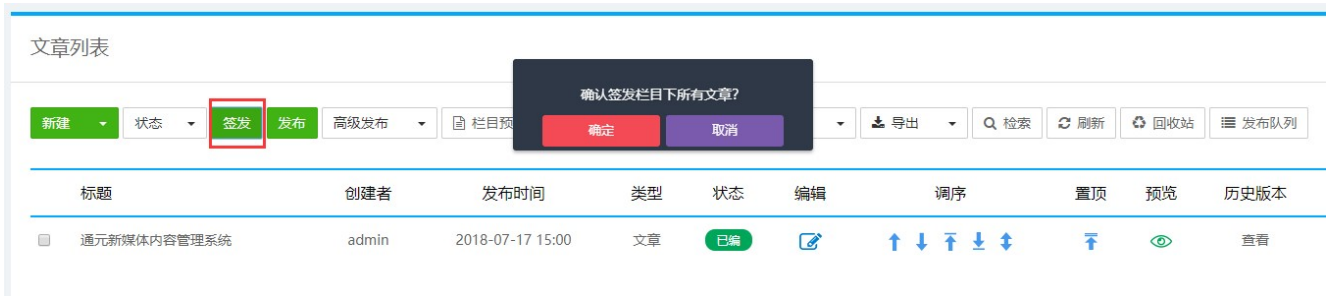 文章列表
确认签发栏目下所有文章?
确定 取消
新建 状态 签发 发布 高级发布 栏目预 导出 检索 刷新 回收站 发布队列
标题 创建者 发布时间 类型 状态 编辑 调序 置顶 预览 历史版本
通元新媒体内容管理系统 admin 2018-07-17 15:00 文章 已编 查看